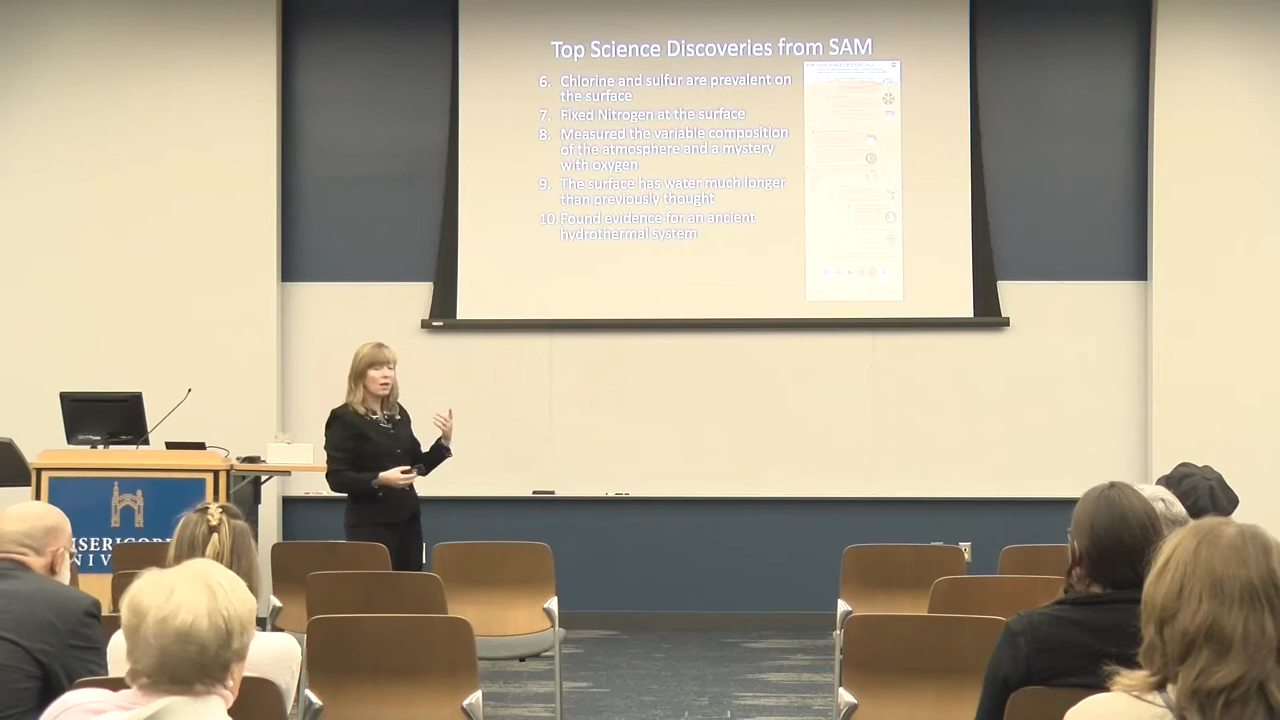 Top Science Discoveries from SAM
6. Chlorine and sulfur are prevalent on
the surface
7. Fixed Nitrogen at the surface
8. Measured the variable composition
of the atmosphere and a mystery
with oxygen
9. The surface has water much longer
than previously thought
10. Found evidence for an ancient
hydrothermal system